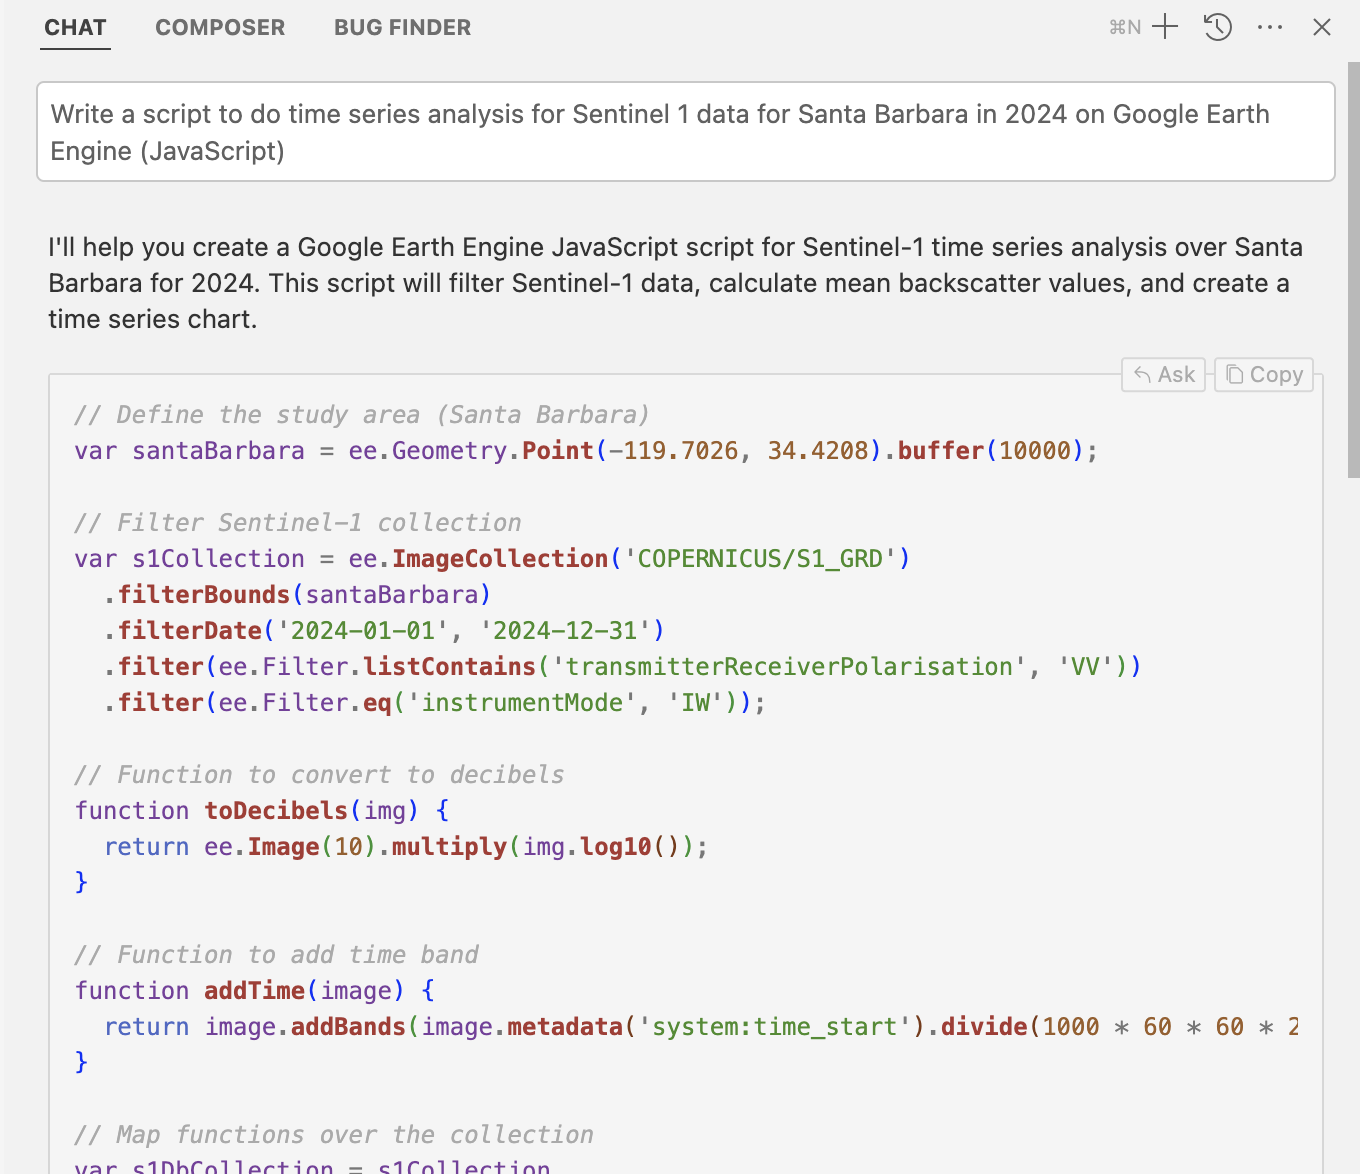 CHAT COMPOSER BUG FINDER ⌘N
Write a script to do time series analysis for Sentinel 1 data for Santa Barbara in 2024 on Google Earth
Engine (JavaScript)
I'll help you create a Google Earth Engine JavaScript script for Sentinel-1 time series analysis over Santa
Barbara for 2024. This script will filter Sentinel-1 data, calculate mean backscatter values, and create a
time series chart.
Ask Copy
// Define the study area (Santa Barbara)
var santaBarbara = ee.Geometry.Point(-119.7026, 34.4208).buffer(10000);
// Filter Sentinel-1 collection
var s1Collection = ee.ImageCollection('COPERNICUS/S1_GRD')
  .filterBounds(santaBarbara)
  .filterDate('2024-01-01', '2024-12-31')
  .filter(ee.Filter.listContains('transmitterReceiverPolarisation', 'VV'))
  .filter(ee.Filter.eq('instrumentMode', 'IW'));
// Function to convert to decibels
function toDecibels(img) {
  return ee.Image(10).multiply(img.log10());
}
// Function to add time band
function addTime(image) {
  return image.addBands(image.metadata('system:time_start').divide(1000 * 60 * 60 * 2
}
// Map functions over the collection
var s1DbCollection = s1Collection